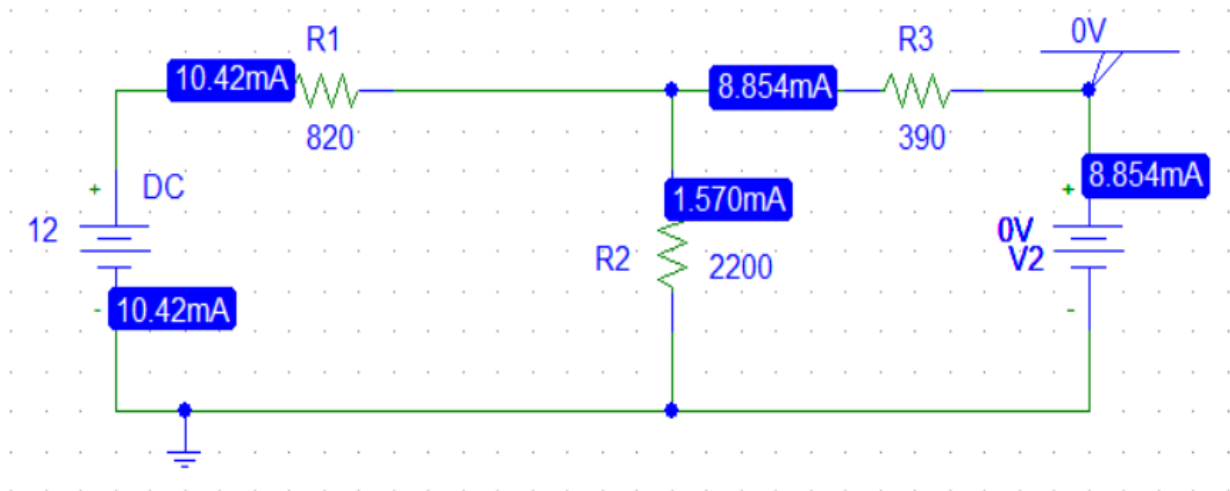 R1
R3
0V
10.42mA
8.854mA
820
390
+
DC
1.570mA
+
8.854mA
12
R2
2200
0V
V2
-
10.42mA
-